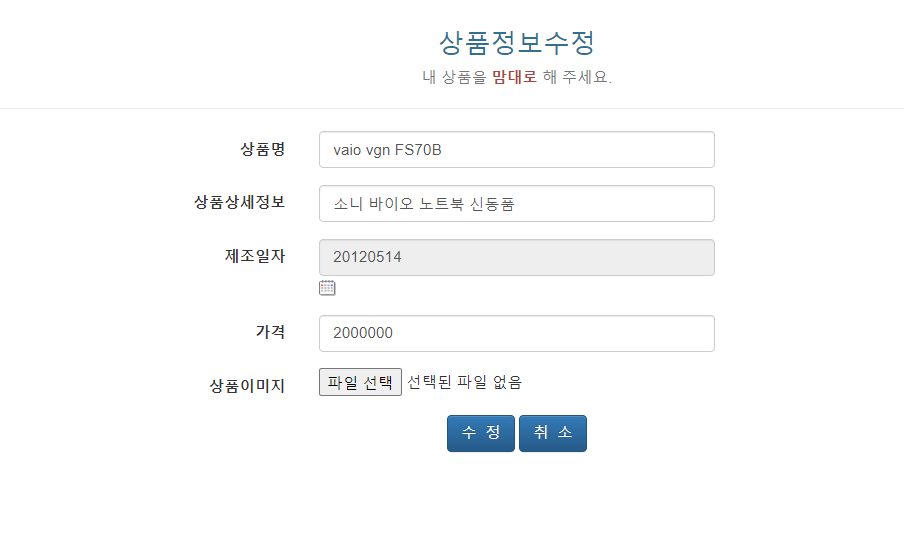 상품정보수정
내 상품을 맘대로 해 주세요.
상품명 vaio vgn FS70B
상품상세정보 소니 바이오 노트북 신동품
제조일자 20120514
가격 2000000
상품이미지 파일 선택 선택된 파일 없음
수 정 취 소